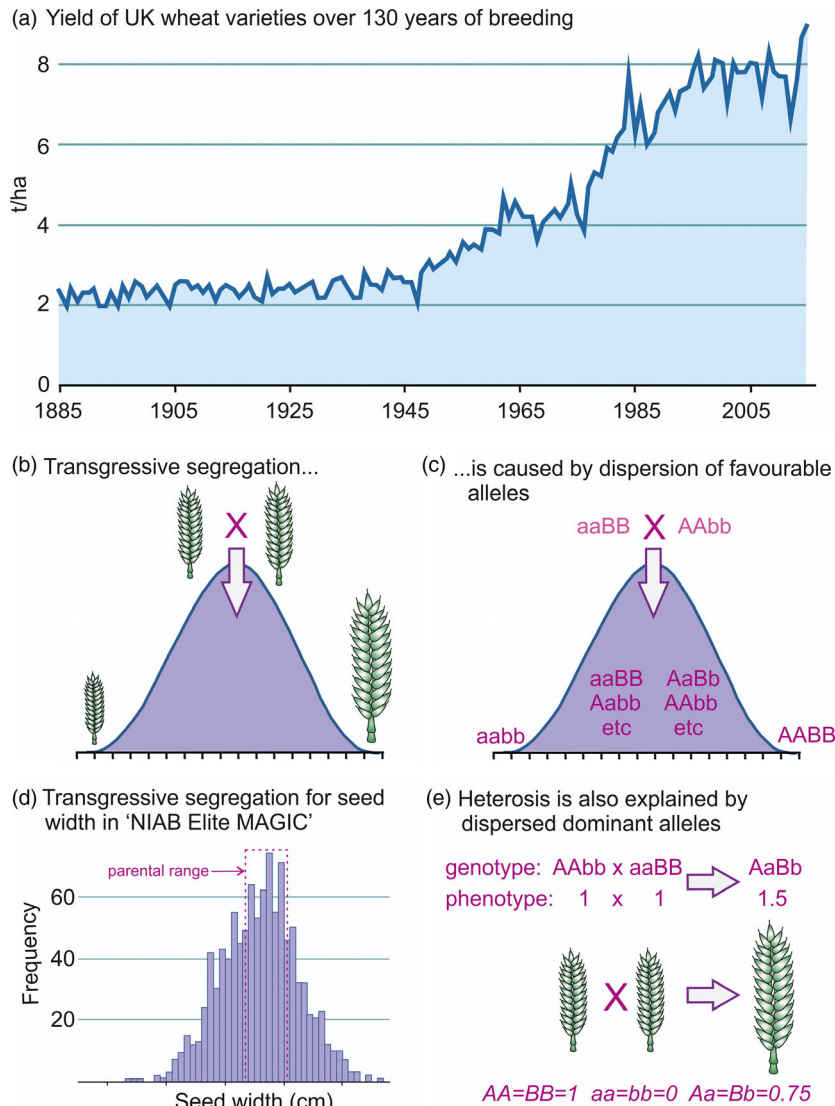 (a) Yield of UK wheat varieties over 130 years of breeding
8
6
t/ha
4
2
0
1885 1905 1925 1945 1965 1985 2005
(b) Transgressive segregation...
X
(c) ...is caused by dispersion of favourable
alleles
aaBB X AAbb
aaBB AaBb
Aabb AAbb
etc etc
aabb AABB
(d) Transgressive segregation for seed
width in ‘NIAB Elite MAGIC’
parental range
60
40
20
Frequency
Seed width (cm)
(e) Heterosis is also explained by
dispersed dominant alleles
genotype: AAbb x aaBB AaBb
phenotype: 1 x 1 1.5
X
AA=BB=1 aa=bb=0 Aa=Bb=0.75